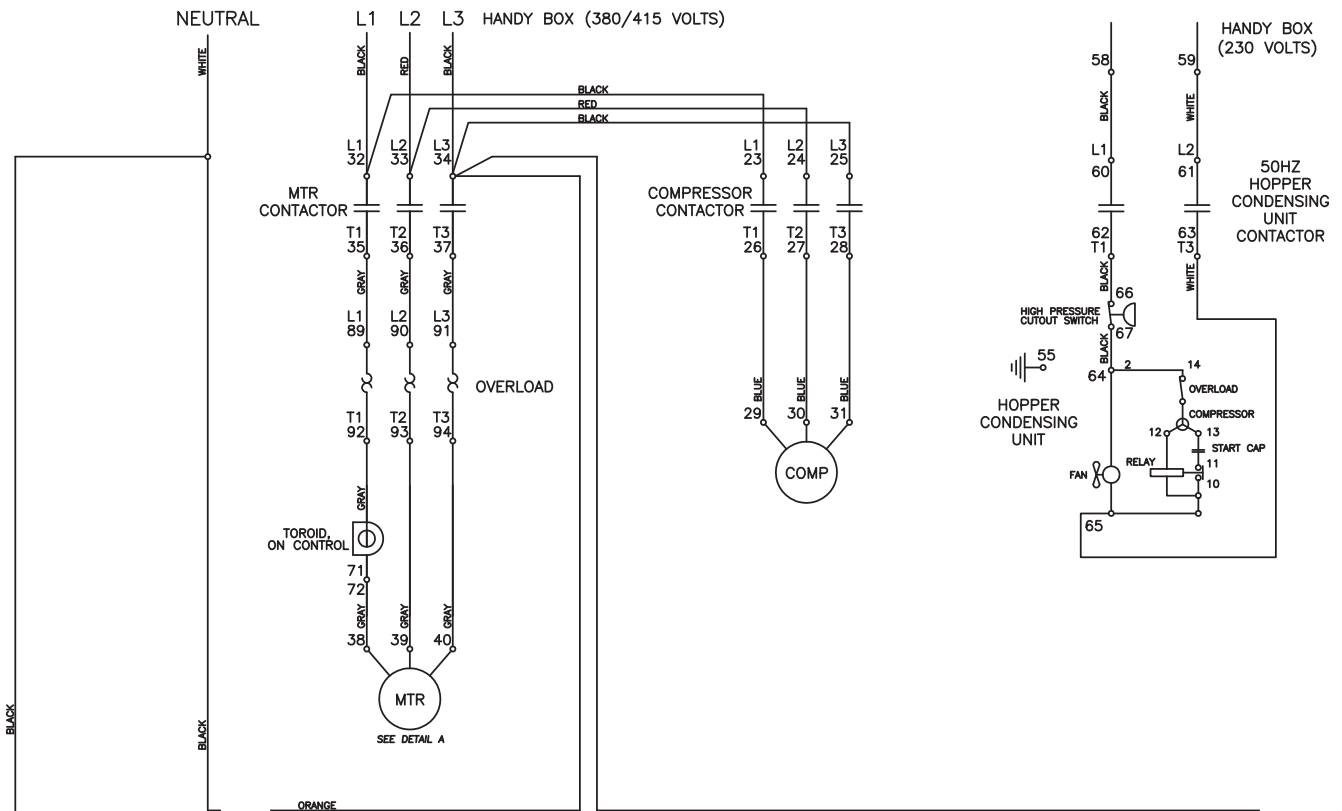 NEUTRAL
L1 L2 L3 HANDY BOX (380/415 VOLTS)
HANDY BOX
(230 VOLTS)
WHITE
BLACK
RED
BLACK
58
59
BLACK
RED
BLACK
BLACK
WHITE
L1
32
L2
33
L3
34
L1
23
L2
24
L3
25
L1
60
L2
61
MTR
CONTACTOR
COMPRESSOR
CONTACTOR
50HZ
HOPPER
CONDENSING
UNIT
CONTACTOR
T1
35
T2
36
T3
37
T1
26
T2
27
T3
28
62
T1
63
T3
GRAY
GRAY
GRAY
BLACK
WHITE
66
HIGH PRESSURE
CUTOUT SWITCH
67
L1
89
L2
90
L3
91
BLACK
55
64
2
14
OVERLOAD
BLUE
BLUE
BLUE
OVERLOAD
HOPPER
CONDENSING
UNIT
COMPRESSOR
T1
92
T2
93
T3
94
29
30
31
12
13
START CAP
COMP
RELAY
11
10
FAN
GRAY
65
TOROID,
ON CONTROL
71
72
GRAY
GRAY
GRAY
38
39
40
MTR
SEE DETAIL A
BLACK
BLACK
ORANGE